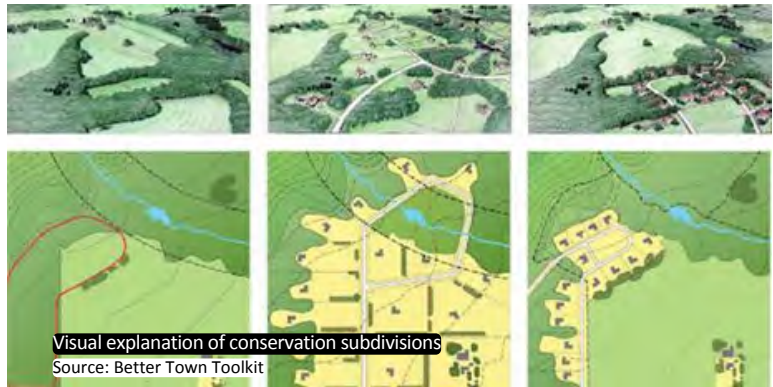 Visual explanation of conservation subdivisions
Source: Better Town Toolkit